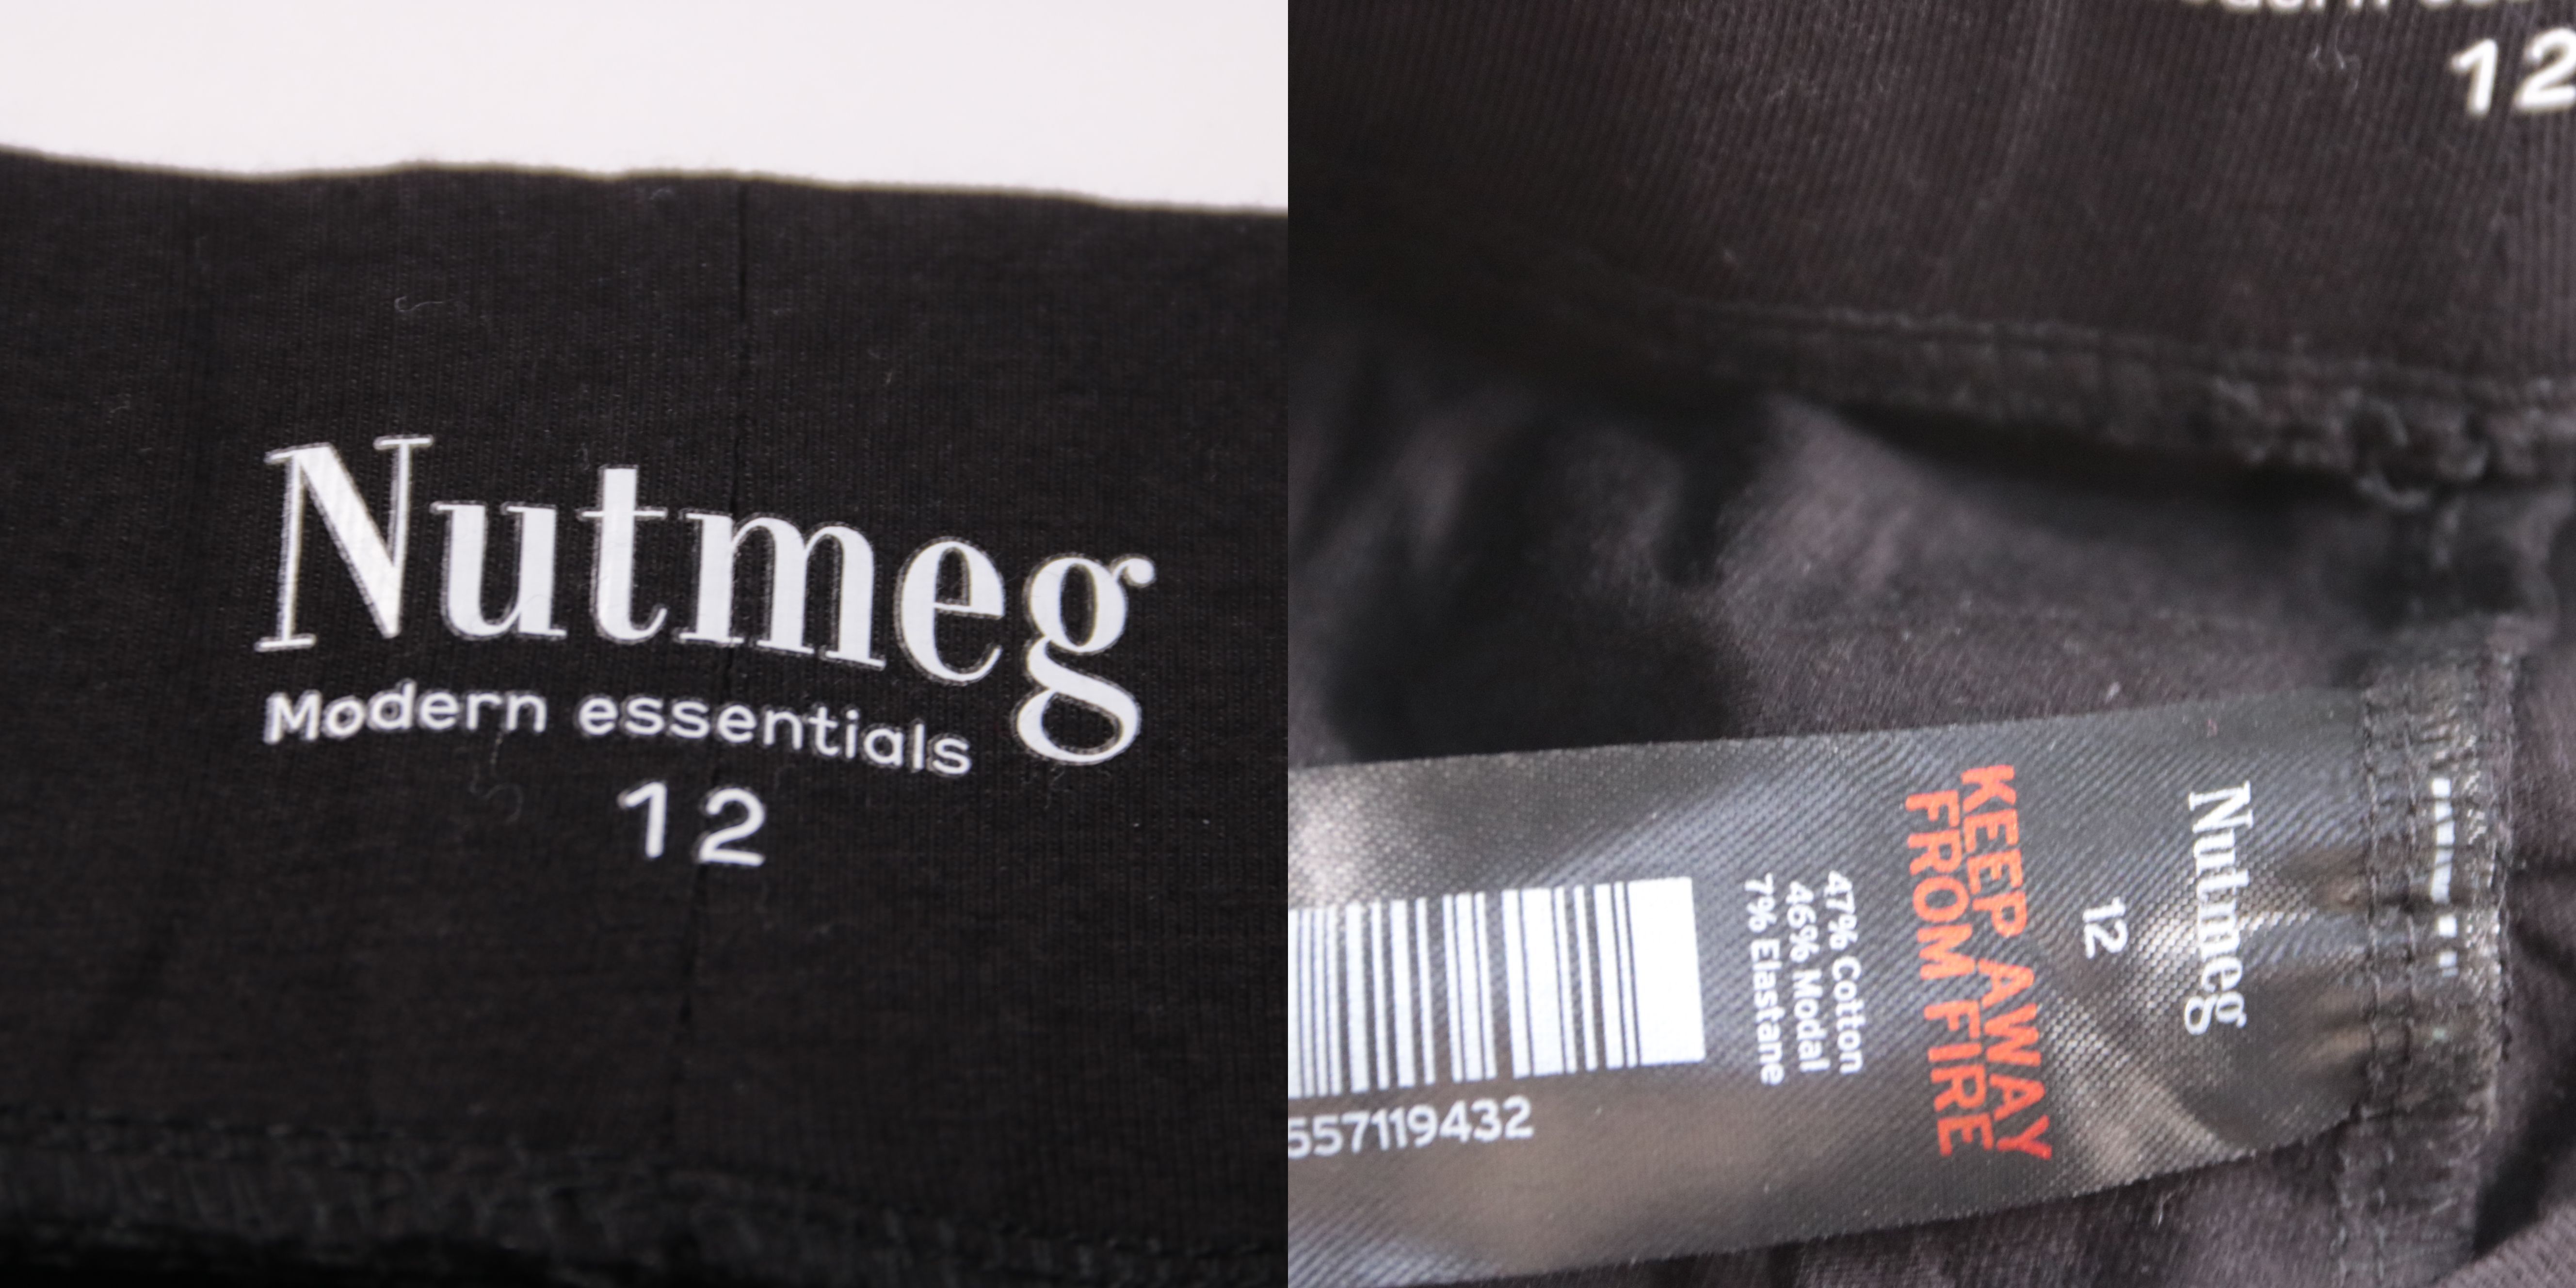 Nutmeg
Modern essentials
12
12
Nutmeg
12
KEEP AWAY
FROM FIRE
47% Cotton
46% Modal
7% Elastane
557119432